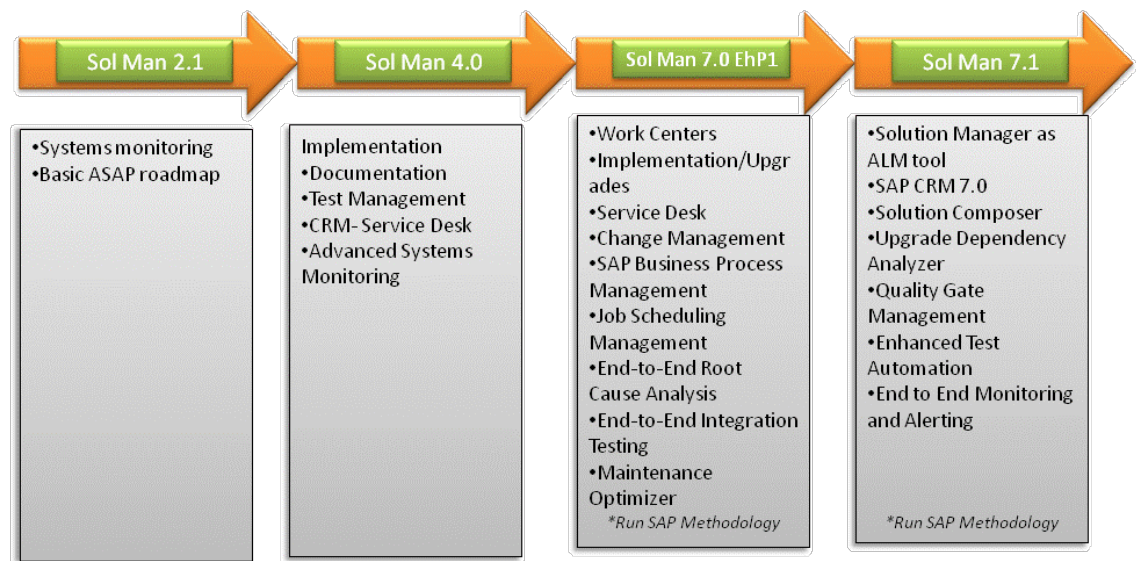 Sol Man 2.1
Sol Man 4.0
Sol Man 7.0 EhP1
Sol Man 7.1
•Systems monitoring
•Basic ASAP roadmap
Implementation
•Documentation
•Test Management
•CRM- Service Desk
•Advanced Systems
Monitoring
•Work Centers
•Implementation/Upgr
ades
•Service Desk
•Change Management
•SAP Business Process
Management
•Job Scheduling
Management
•End-to-End Root
Cause Analysis
•End-to-End Integration
Testing
•Maintenance
Optimizer
*Run SAP Methodology
•Solution Manager as
ALM tool
•SAP CRM 7.0
•Solution Composer
•Upgrade Dependency
Analyzer
•Quality Gate
Management
•Enhanced Test
Automation
•End to End Monitoring
and Alerting
*Run SAP Methodology